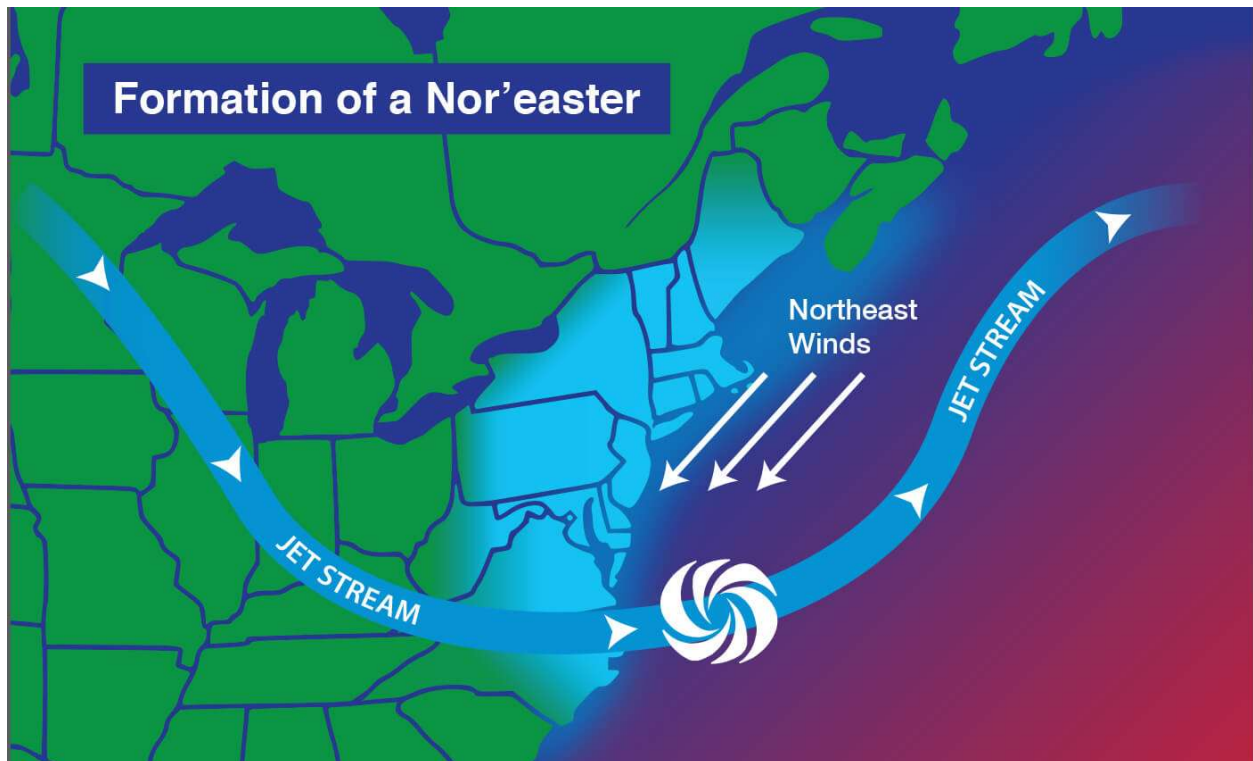 Formation of a Nor’easter
Northeast
Winds
JET STREAM
JET STREAM